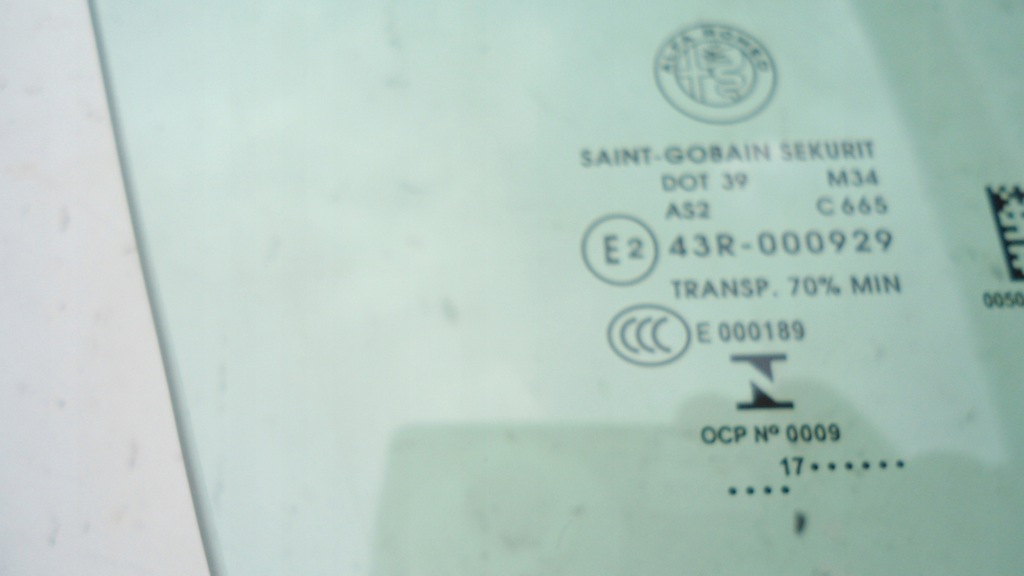 ALFA ROMEO
SAINT-GOBAIN SEKURIT
DOT 39 M34
AS2 C 665
E2 43R-000929
TRANSP. 70% MIN
CCC E 000189
OCP Nº 0009
17••••••
••••
0050